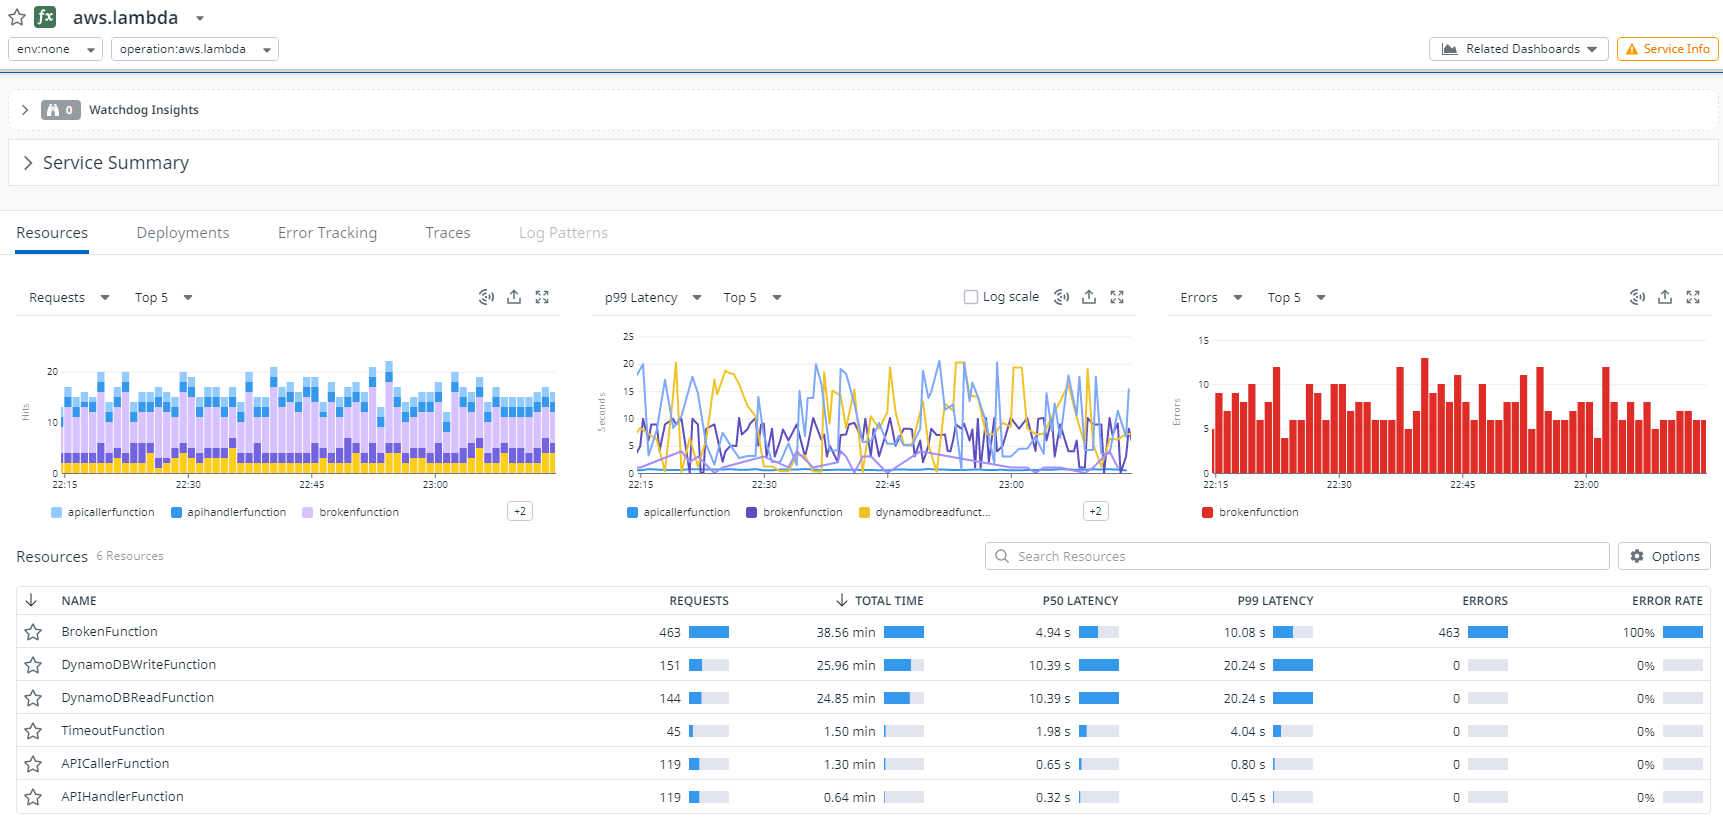 fx aws.lambda
env:none operation:aws.lambda Related Dashboards Service Info
0 Watchdog Insights
Service Summary
Resources Deployments Error Tracking Traces Log Patterns
Requests Top 5
20
10
0
Hits
22:15 22:30 22:45 23:00
apicallerfunction apihandlerfunction brokenfunction +2
p99 Latency Top 5 Log scale
25
20
15
10
5
0
Seconds
22:15 22:30 22:45 23:00
apicallerfunction brokenfunction dynamodbreadfunct... +2
Errors Top 5
15
10
5
0
Errors
22:15 22:30 22:45 23:00
brokenfunction
Resources 6 Resources Search Resources Options
NAME REQUESTS TOTAL TIME P50 LATENCY P99 LATENCY ERRORS ERROR RATE
BrokenFunction 463 38.56 min 4.94 s 10.08 s 463 100%
DynamoDBWriteFunction 151 25.96 min 10.39 s 20.24 s 0 0%
DynamoDBReadFunction 144 24.85 min 10.39 s 20.24 s 0 0%
TimeoutFunction 45 1.50 min 1.98 s 4.04 s 0 0%
APICallerFunction 119 1.30 min 0.65 s 0.80 s 0 0%
APIHandlerFunction 119 0.64 min 0.32 s 0.45 s 0 0%